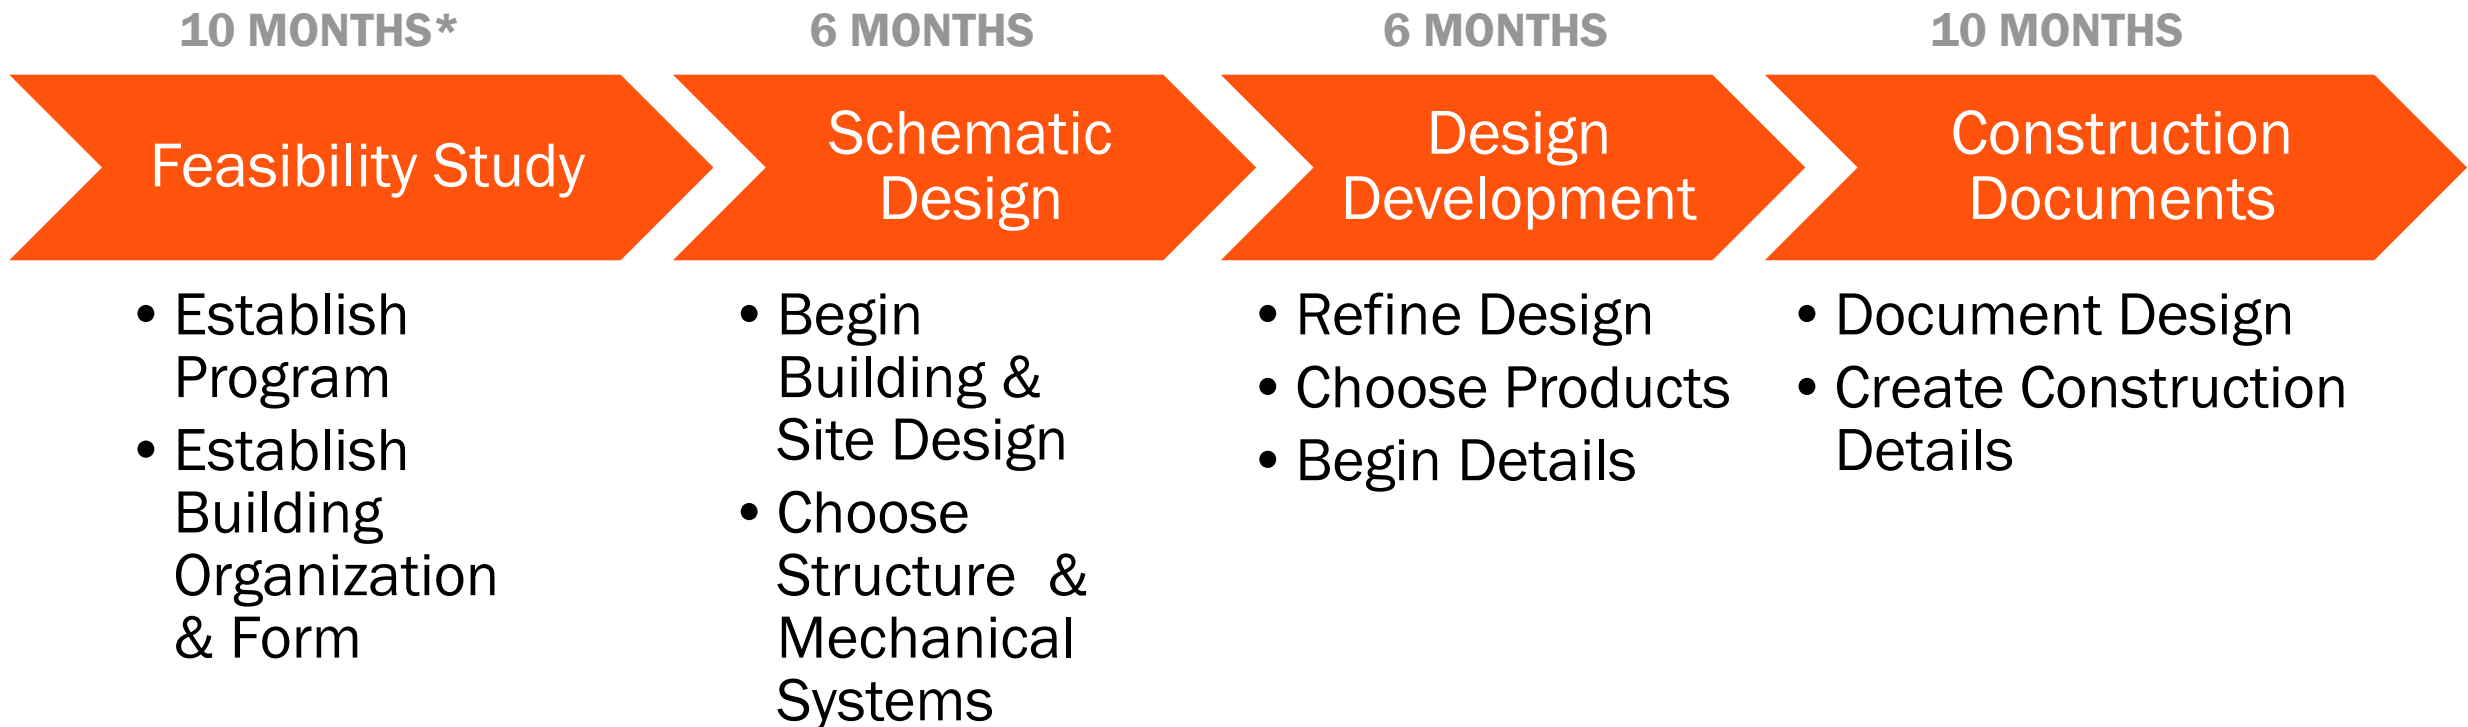 10 MONTHS*
Feasibility Study
• Establish
Program
• Establish
Building
Organization
& Form
6 MONTHS
Schematic
Design
• Begin
Building &
Site Design
• Choose
Structure  &
Mechanical
Systems
6 MONTHS
Design
Development
• Refine Design
• Choose Products
• Begin Details
10 MONTHS
Construction
Documents
• Document Design
• Create Construction
Details